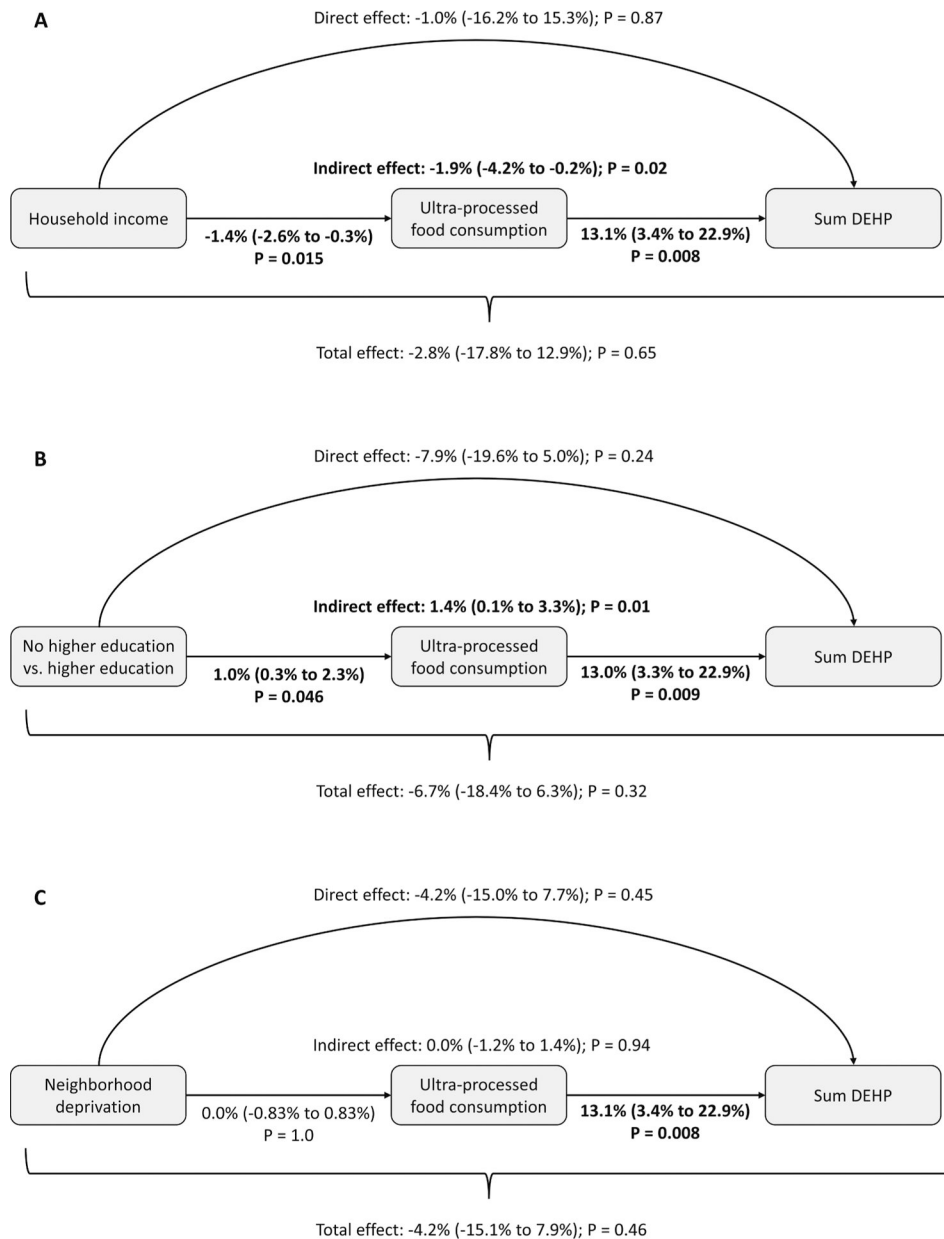 A
Direct effect: -1.0% (-16.2% to 15.3%); P = 0.87
Indirect effect: -1.9% (-4.2% to -0.2%); P = 0.02
Household income
-1.4% (-2.6% to -0.3%)
P = 0.015
Ultra-processed
food consumption
13.1% (3.4% to 22.9%)
P = 0.008
Sum DEHP
Total effect: -2.8% (-17.8% to 12.9%); P = 0.65
B
Direct effect: -7.9% (-19.6% to 5.0%); P = 0.24
Indirect effect: 1.4% (0.1% to 3.3%); P = 0.01
No higher education
vs. higher education
1.0% (0.3% to 2.3%)
P = 0.046
Ultra-processed
food consumption
13.0% (3.3% to 22.9%)
P = 0.009
Sum DEHP
Total effect: -6.7% (-18.4% to 6.3%); P = 0.32
C
Direct effect: -4.2% (-15.0% to 7.7%); P = 0.45
Indirect effect: 0.0% (-1.2% to 1.4%); P = 0.94
Neighborhood
deprivation
0.0% (-0.83% to 0.83%)
P = 1.0
Ultra-processed
food consumption
13.1% (3.4% to 22.9%)
P = 0.008
Sum DEHP
Total effect: -4.2% (-15.1% to 7.9%); P = 0.46